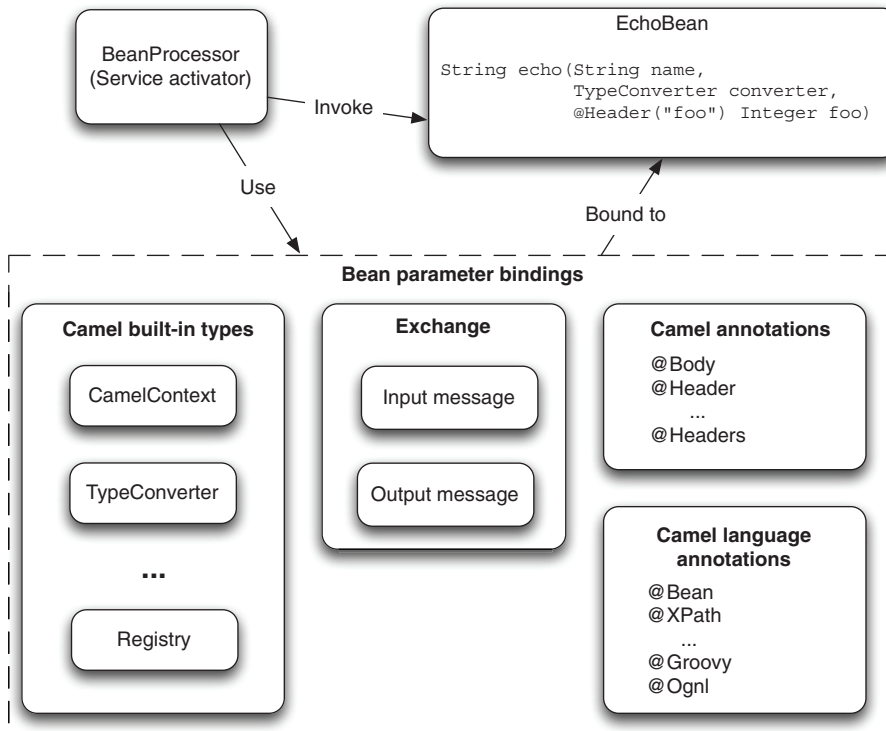 BeanProcessor
(Service activator)
EchoBean
String echo(String name,
TypeConverter converter,
@Header("foo") Integer foo)
Invoke
Use
Bound to
Bean parameter bindings
Camel built-in types
CamelContext
TypeConverter
...
Registry
Exchange
Input message
Output message
Camel annotations
@Body
@Header
...
@Headers
Camel language
annotations
@Bean
@XPath
...
@Groovy
@Ognl